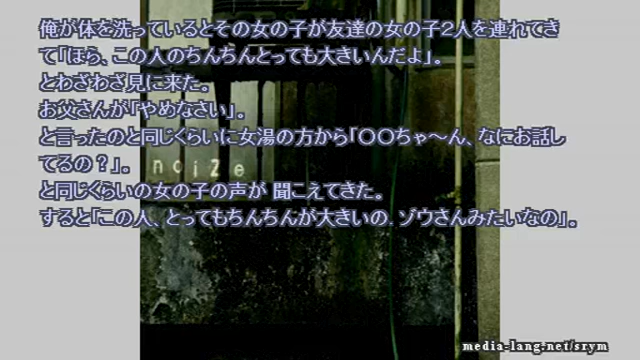 俺が体を洗っているとその女の子が友達の女の子２人を連れてき
て「ほら、この人のちんちんとっても大きいんだよ」。
とわざわざ見に来た。
お父さんが「やめなさい」。
と言ったのと同じくらいに女湯の方から「〇〇ちゃ～ん、なにお話し
てるの？」。
noiZe
と同じくらいの女の子の声が 聞こえてきた。
すると「この人、とってもちんちんが大きいの. ゾウさんみたいなの」。
media-lang.net/srym